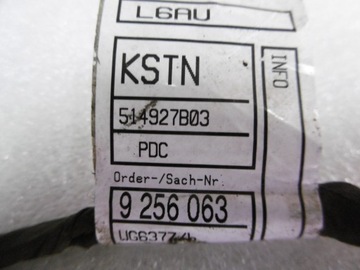 L6AU
KSTN
514927B03
PDC
INFO
Order-/Sach-Nr
9 256 063